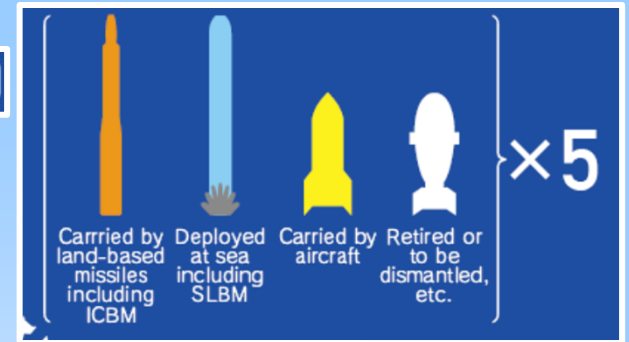 Carrried by
land-based
missiles
including
ICBM
Deployed
at sea
including
SLBM
Carried by
aircraft
Retired or
to be
dismantled,
etc.
×5